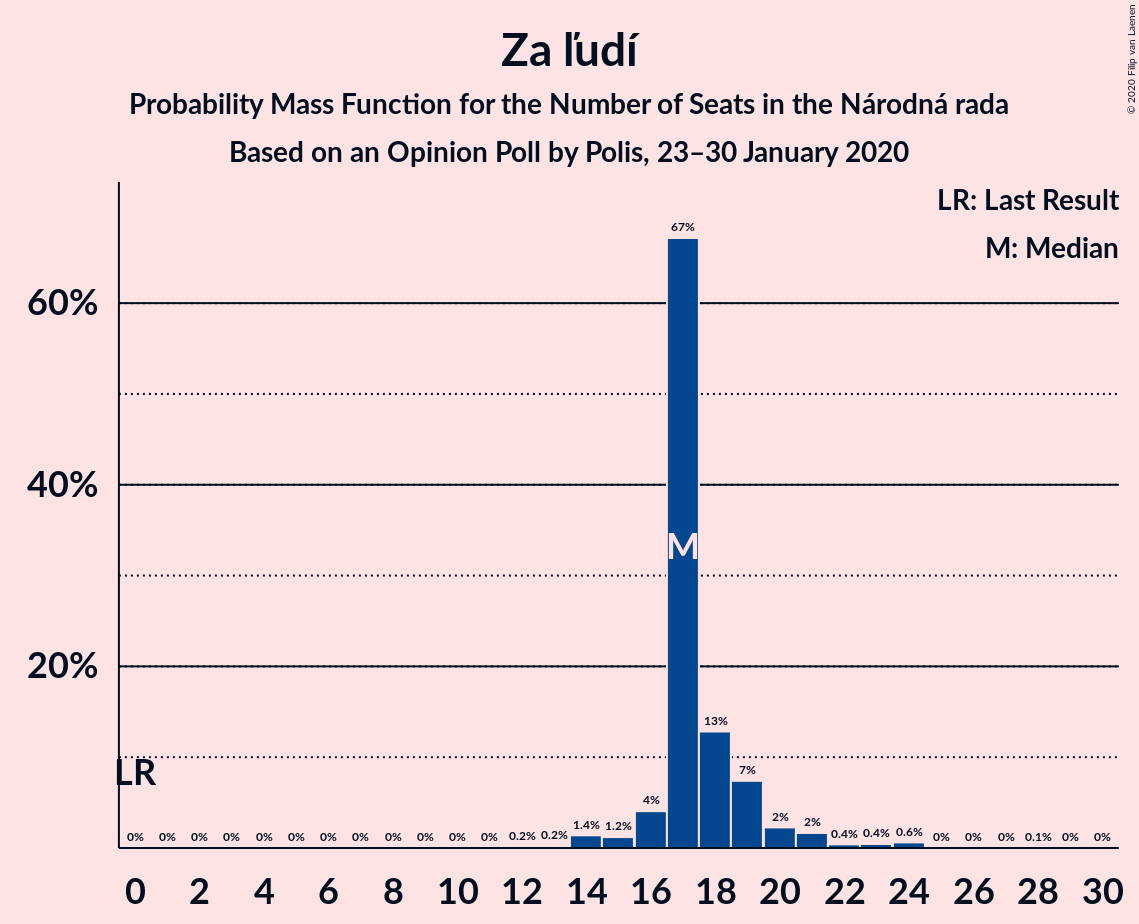 Za ľudí
Probability Mass Function for the Number of Seats in the Národná rada
Based on an Opinion Poll by Polis, 23–30 January 2020
© 2020 Filip van Laenen
LR: Last Result
M: Median
67%
60%
40%
M
20%
13%
LR
7%
4%
2%
2%
1.4%
1.2%
0.4%
0.4%
0.6%
0% 0% 0% 0% 0% 0% 0% 0% 0% 0% 0% 0% 0.2% 0.2% 0% 0% 0% 0.1% 0% 0%
0 2 4 6 8 10 12 14 16 18 20 22 24 26 28 30